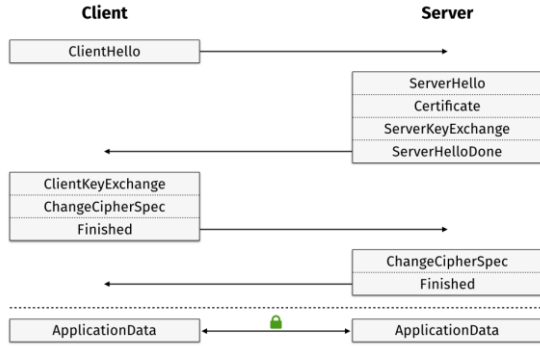 Client
Server
ClientHello
ServerHello
Certificate
ServerKeyExchange
ServerHelloDone
ClientKeyExchange
ChangeCipherSpec
Finished
ChangeCipherSpec
Finished
ApplicationData
ApplicationData